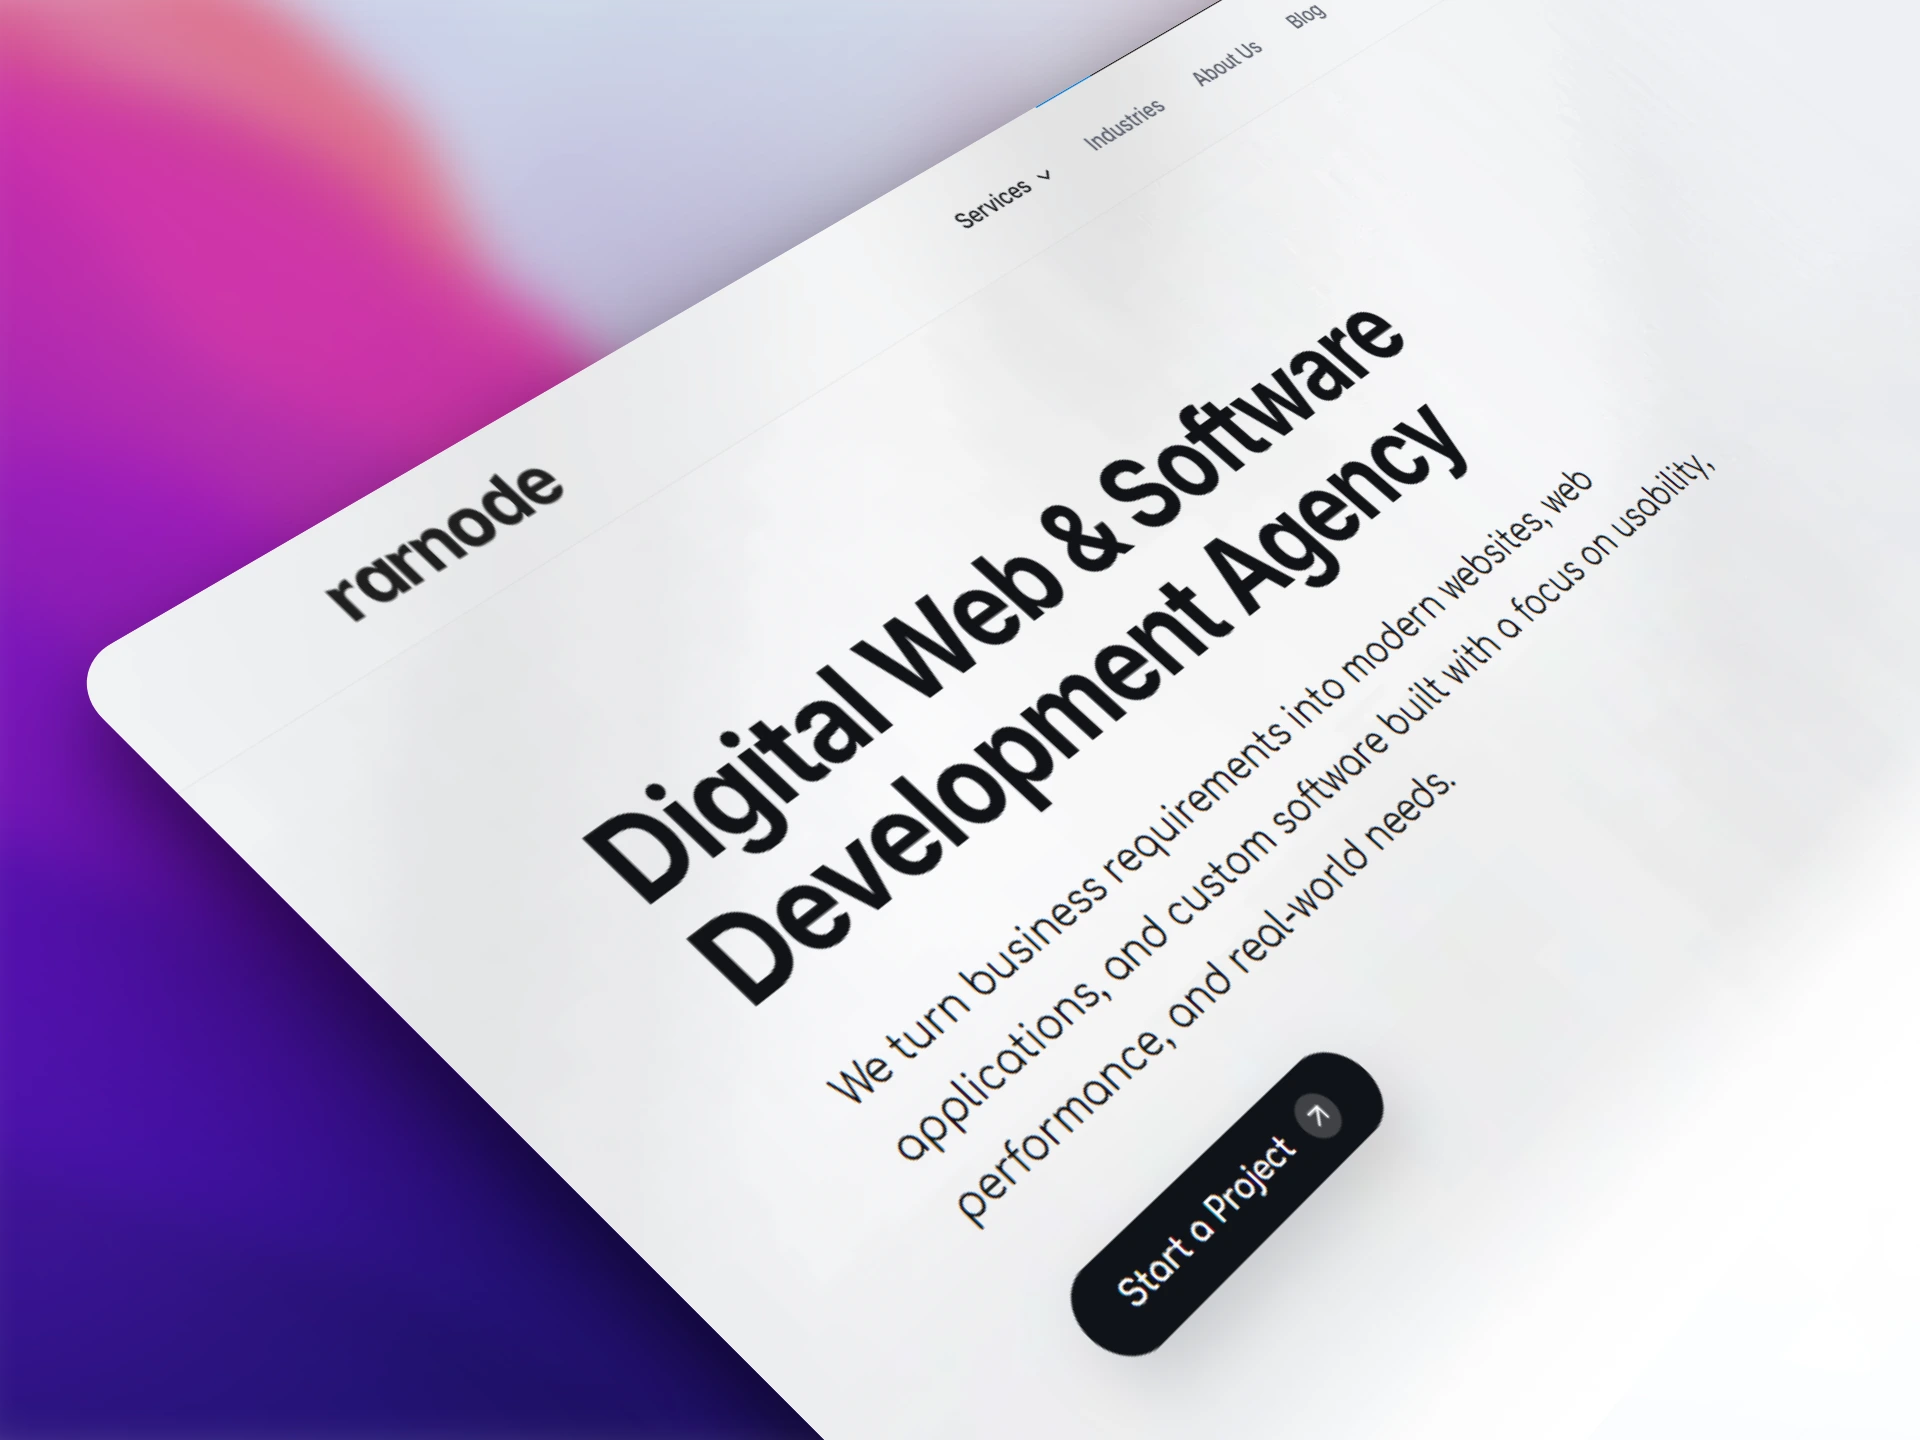 rarnode
Services
Industries
About Us
Blog
Digital Web & Software
Development Agency
We turn business requirements into modern websites, web
applications, and custom software built with a focus on usability,
performance, and real-world needs.
Start a Project